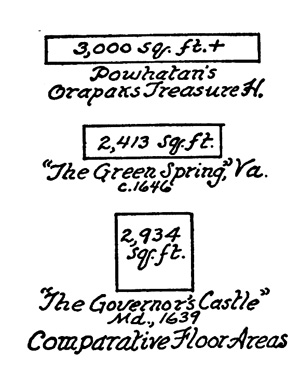 3,000 sq. ft.+
Powhatan's
Orapaks Treasure H.
2,413 sq. ft.
"The Green Spring," Va.
c.1646
2,934
sq. ft.
"The Governor's Castle"
Md., 1639
Comparative Floor Areas